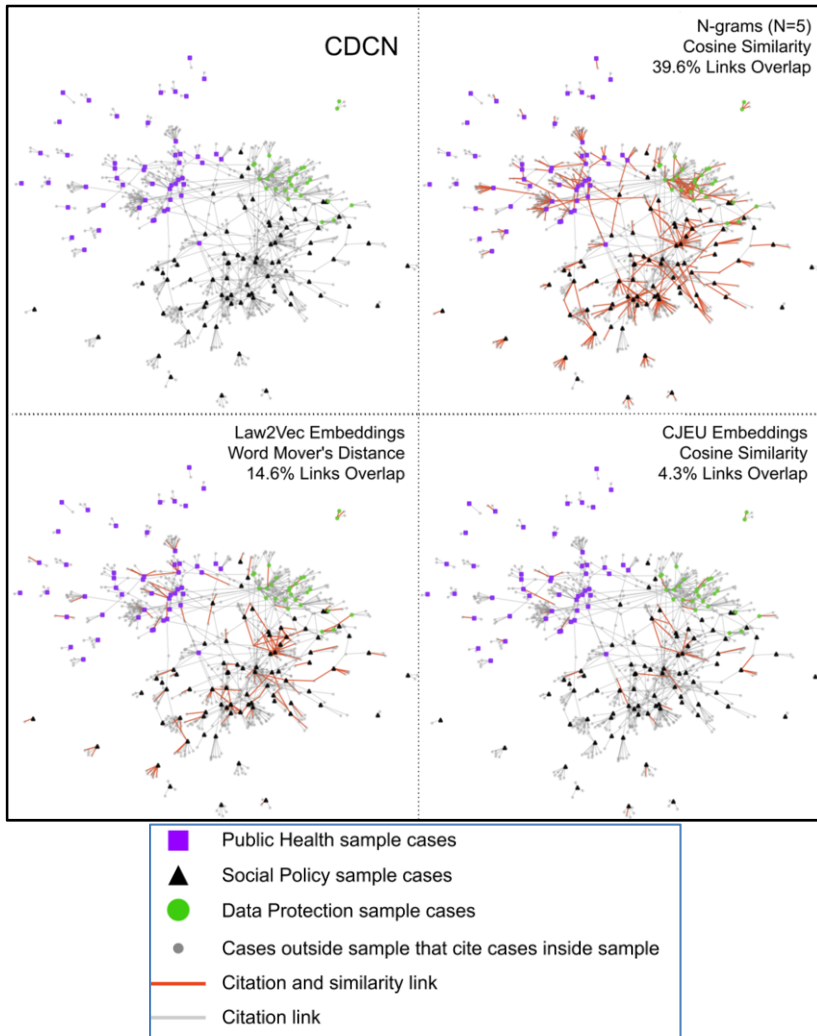 CDCN
N-grams (N=5)
Cosine Similarity
39.6% Links Overlap
Law2Vec Embeddings
Word Mover's Distance
14.6% Links Overlap
CJEU Embeddings
Cosine Similarity
4.3% Links Overlap
Public Health sample cases
Social Policy sample cases
Data Protection sample cases
Cases outside sample that cite cases inside sample
Citation and similarity link
Citation link